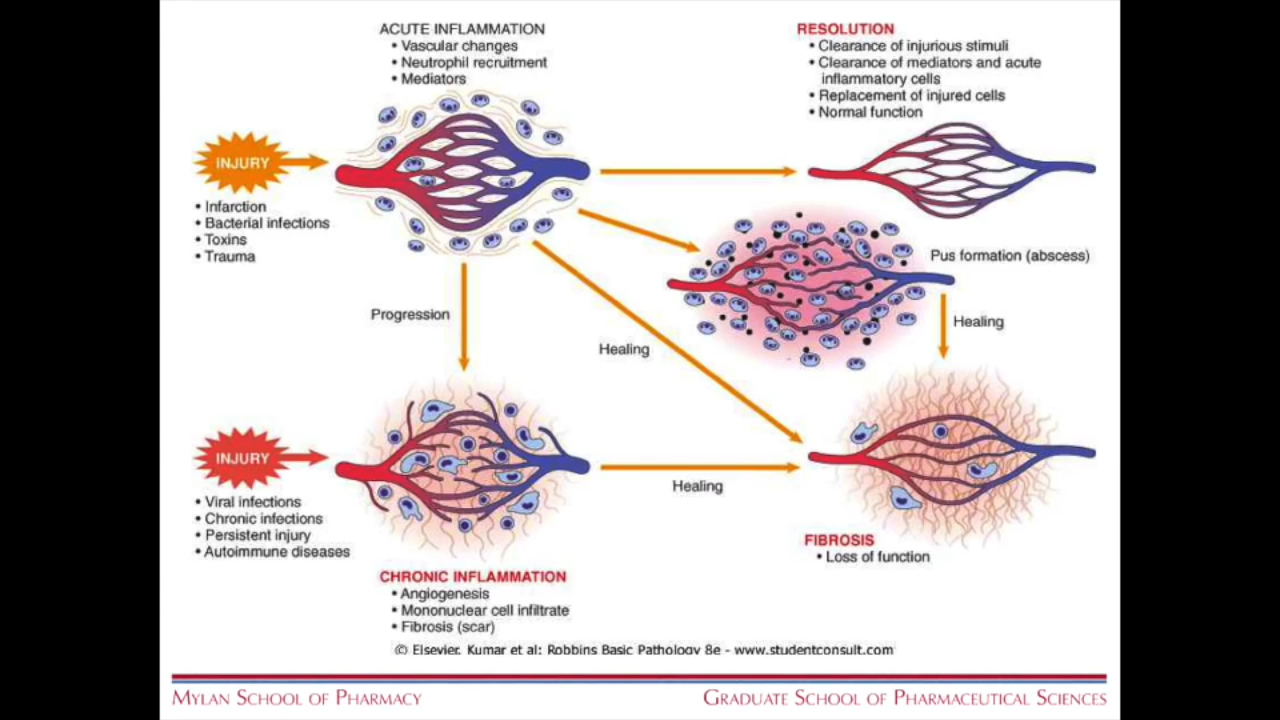 ACUTE INFLAMMATION
• Vascular changes
• Neutrophil recruitment
• Mediators
RESOLUTION
• Clearance of injurious stimuli
• Clearance of mediators and acute
inflammatory cells
• Replacement of injured cells
• Normal function
INJURY
• Infarction
• Bacterial infections
• Toxins
• Trauma
Pus formation (abscess)
Progression
Healing
Healing
INJURY
• Viral infections
• Chronic infections
• Persistent injury
• Autoimmune diseases
Healing
FIBROSIS
• Loss of function
CHRONIC INFLAMMATION
• Angiogenesis
• Mononuclear cell infiltrate
• Fibrosis (scar)
© Elsevier. Kumar et al: Robbins Basic Pathology 8e - www.studentconsult.com
MYLAN SCHOOL OF PHARMACY
GRADUATE SCHOOL OF PHARMACEUTICAL SCIENCES